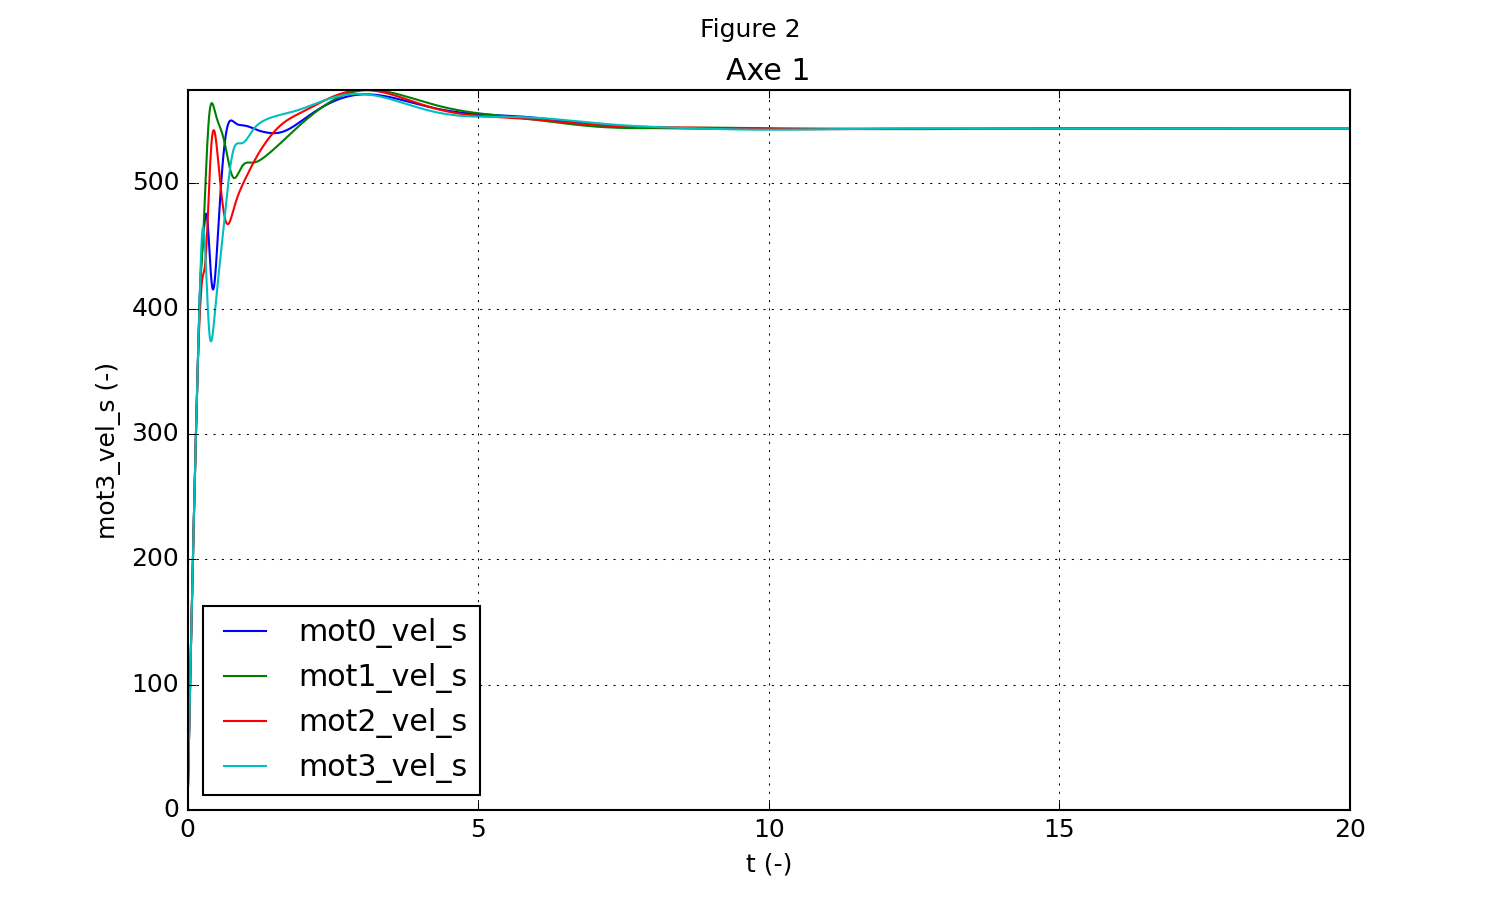 Figure 2
Axe 1
mot3_vel_s (-)
500
400
300
200
100
0
mot0_vel_s
mot1_vel_s
mot2_vel_s
mot3_vel_s
0 5 10 15 20
t (-)